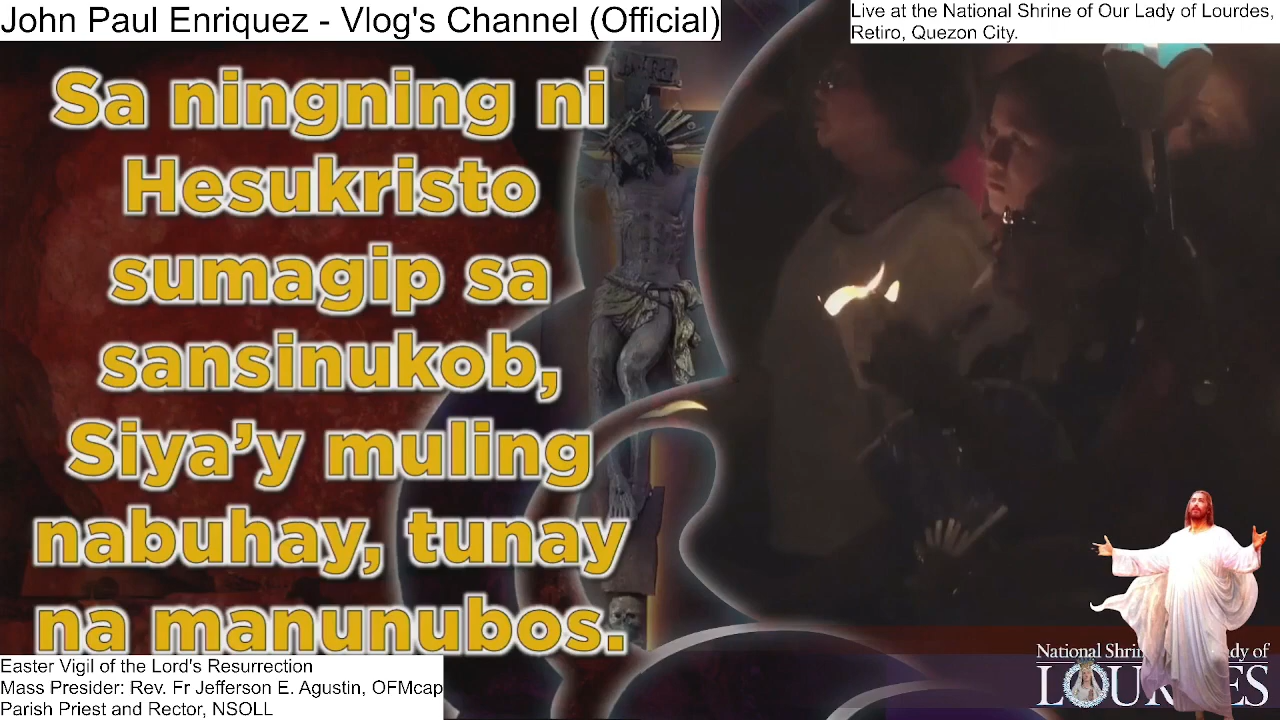 John Paul Enriquez - Vlog's Channel (Official)
Live at the National Shrine of Our Lady of Lourdes,
Retiro, Quezon City.
Sa ningning ni
Hesukristo
sumagip sa
sansinukob,
Siya’y muling
nabuhay, tunay
na manunubos.
Easter Vigil of the Lord's Resurrection
Mass Presider: Rev. Fr Jefferson E. Agustin, OFMcap
Parish Priest and Rector, NSOLL
National